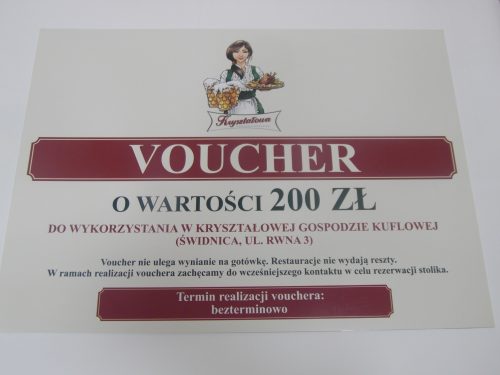 Kryształowa
VOUCHER
O WARTOŚCI 200 ZŁ
DO WYKORZYSTANIA W KRYSZTAŁOWEJ GOSPODZIE KUFLOWEJ
(ŚWIDNICA, UL. RWNA 3)
Voucher nie ulega wynianie na gotówkę. Restauracje nie wydają reszty.
W ramach realizacji vouchera zachęcamy do wcześniejszego kontaktu w celu rezerwacji stolika.
Termin realizacji vouchera:
bezterminowo